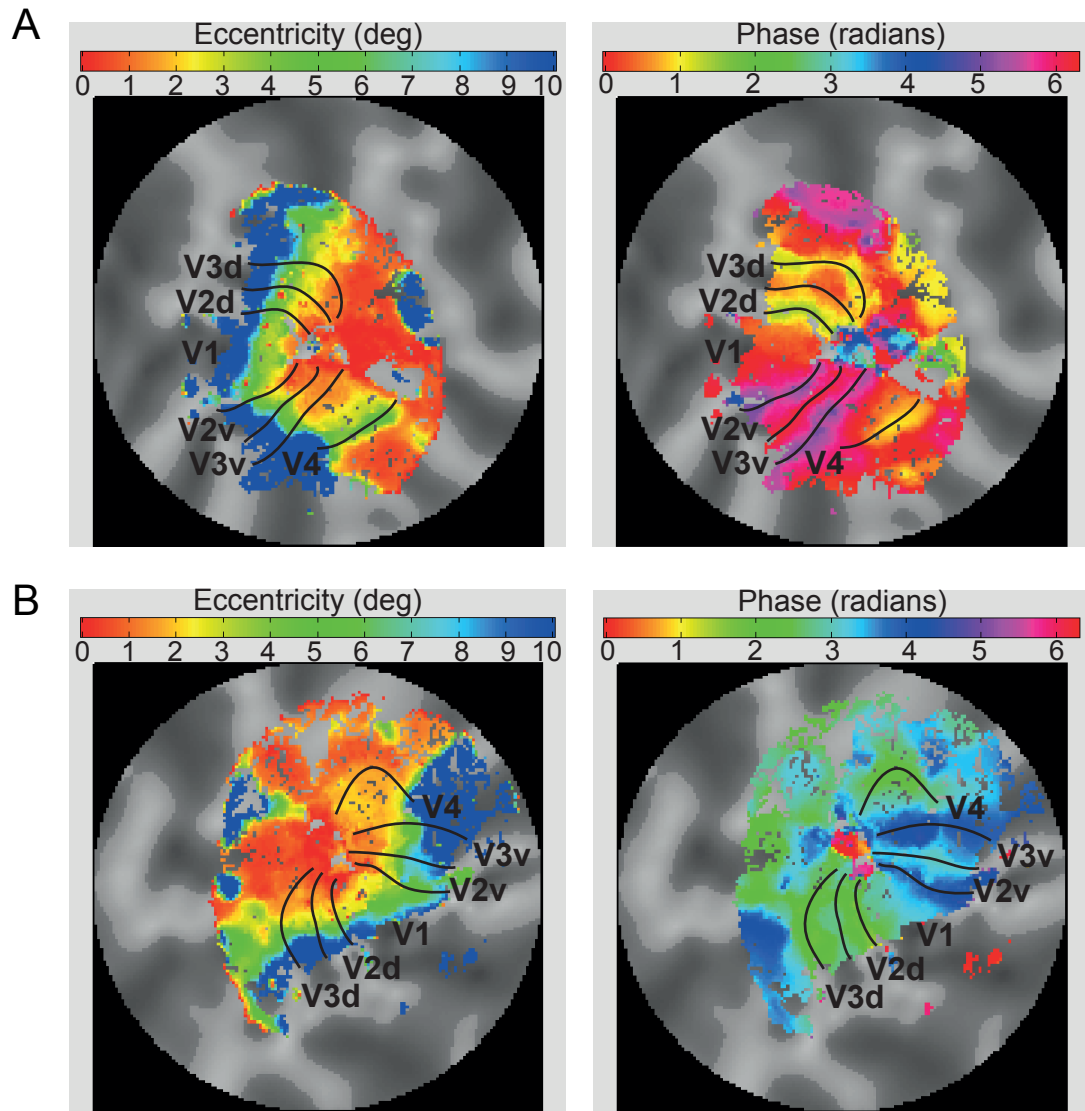 A
Eccentricity (deg)
0 1 2 3 4 5 6 7 8 9 10
V3d
V2d
V1
V2v
V3v
V4
Phase (radians)
0 1 2 3 4 5 6
V3d
V2d
V1
V2v
V3v
V4
B
Eccentricity (deg)
0 1 2 3 4 5 6 7 8 9 10
V4
V3v
V2v
V1
V2d
V3d
Phase (radians)
0 1 2 3 4 5 6
V4
V3v
V2v
V1
V2d
V3d